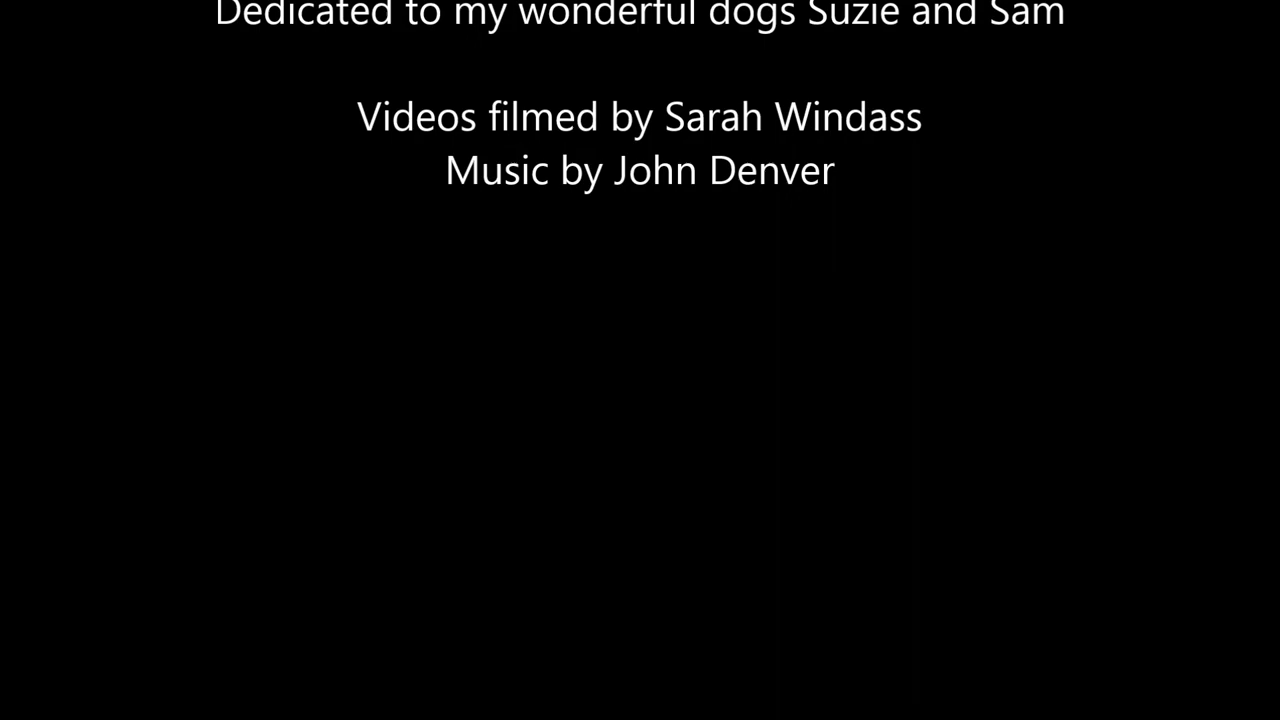 Dedicated to my wonderful dogs Suzie and Sam
Videos filmed by Sarah Windass
Music by John Denver